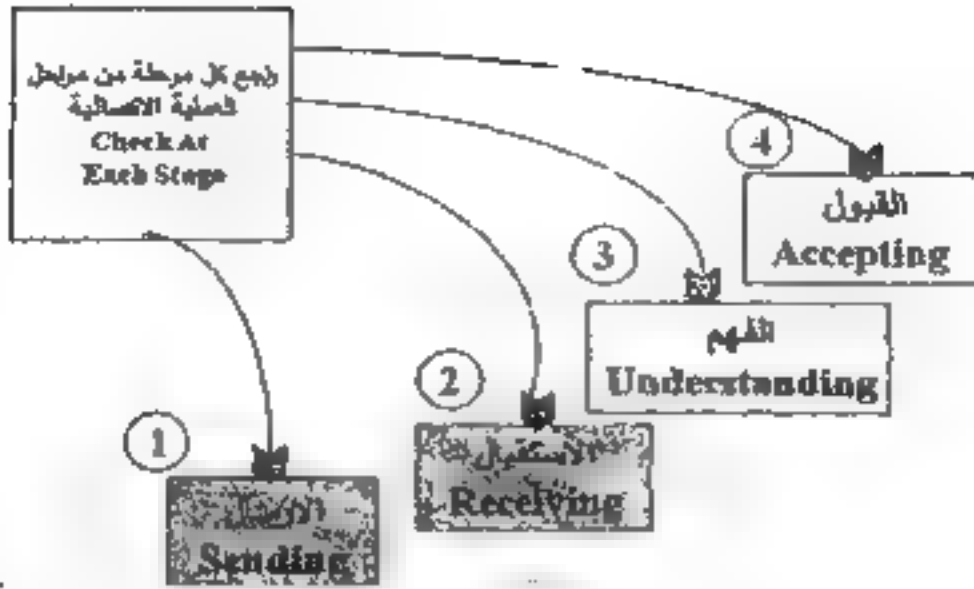 راجع كل مرحلة من مراحل
العملية الاتصالية
Check At
Each Stage
4
القبول
Accepting
3
الفهم
Understanding
2
الاستقبال
Receiving
1
الإرسال
Sending